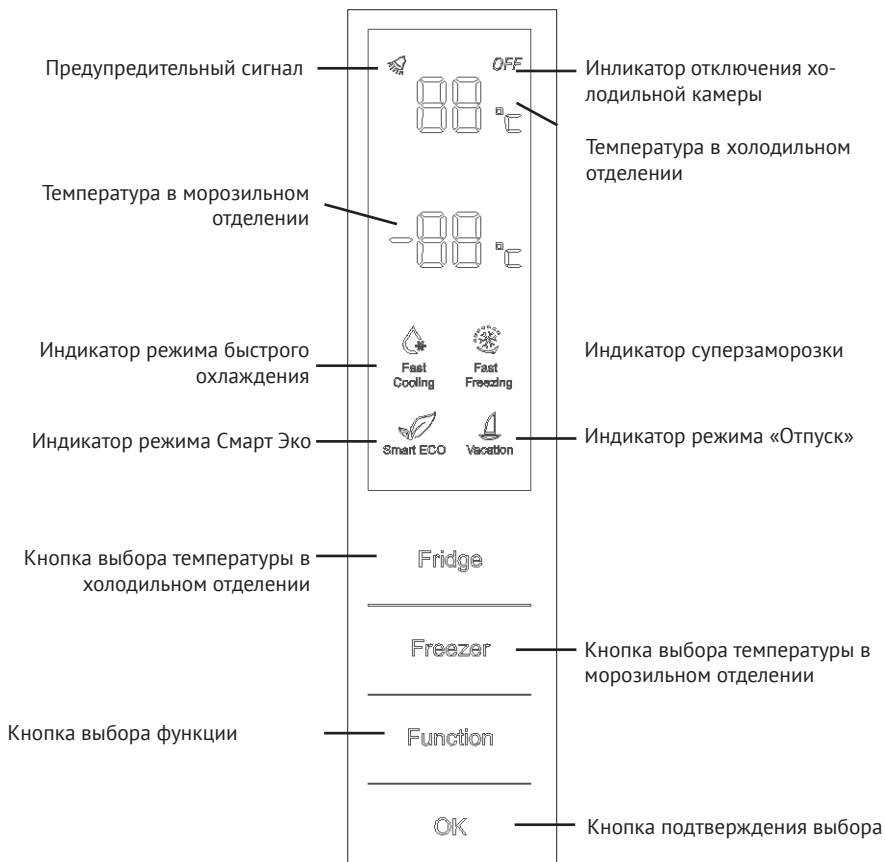 Предупредительный сигнал
OFF
Инликатор отключения хо-
лодильной камеры
88 °C
Температура в холодильном
отделении
Температура в морозильном
отделении
-88 °C
Индикатор режима быстрого
охлаждения
Fast
Cooling
Fast
Freezing
Индикатор суперзаморозки
Индикатор режима Смарт Эко
Smart ECO
Vacation
Индикатор режима «Отпуск»
Кнопка выбора температуры в
холодильном отделении
Fridge
Freezer
Кнопка выбора температуры в
морозильном отделении
Кнопка выбора функции
Function
OK
Кнопка подтверждения выбора